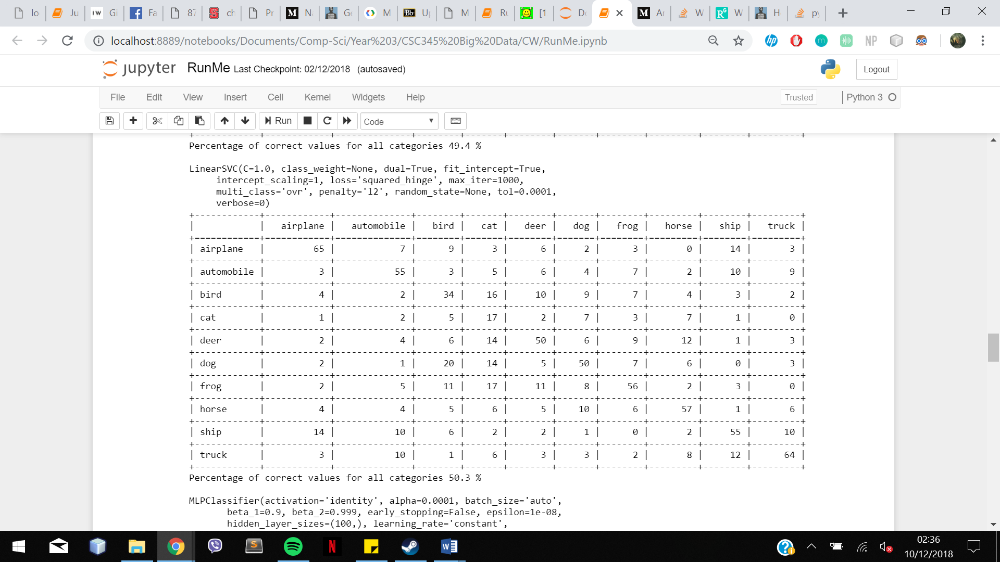 lo Ju Gi Fa 87 ch Pr N G M U M Ru [1 D A W W H py
localhost:8889/notebooks/Documents/Comp-Sci/Year%203/CSC345%20Big%20Data/CW/RunMe.ipynb
jupyter RunMe Last Checkpoint: 02/12/2018 (autosaved) Logout
File Edit View Insert Cell Kernel Widgets Help Trusted Python 3
Run Code
Percentage of correct values for all categories 49.4 %
LinearSVC(C=1.0, class_weight=None, dual=True, fit_intercept=True,
intercept_scaling=1, loss='squared_hinge', max_iter=1000,
multi_class='ovr', penalty='l2', random_state=None, tol=0.0001,
verbose=0)
airplane automobile bird cat deer dog frog horse ship truck
airplane 65 7 9 3 6 2 3 0 14 3
automobile 3 55 3 5 6 4 7 2 10 9
bird 4 2 34 16 10 9 7 4 3 2
cat 1 2 5 17 2 7 3 7 1 0
deer 2 4 6 14 50 6 9 12 1 3
dog 2 1 20 14 5 50 7 6 0 3
frog 2 5 11 17 11 8 56 2 3 0
horse 4 4 5 6 5 10 6 57 1 6
ship 14 10 6 2 2 1 0 2 55 10
truck 3 10 1 6 3 3 2 8 12 64
Percentage of correct values for all categories 50.3 %
MLPClassifier(activation='identity', alpha=0.0001, batch_size='auto',
beta_1=0.9, beta_2=0.999, early_stopping=False, epsilon=1e-08,
hidden_layer_sizes=(100,), learning_rate='constant',
02:36
10/12/2018